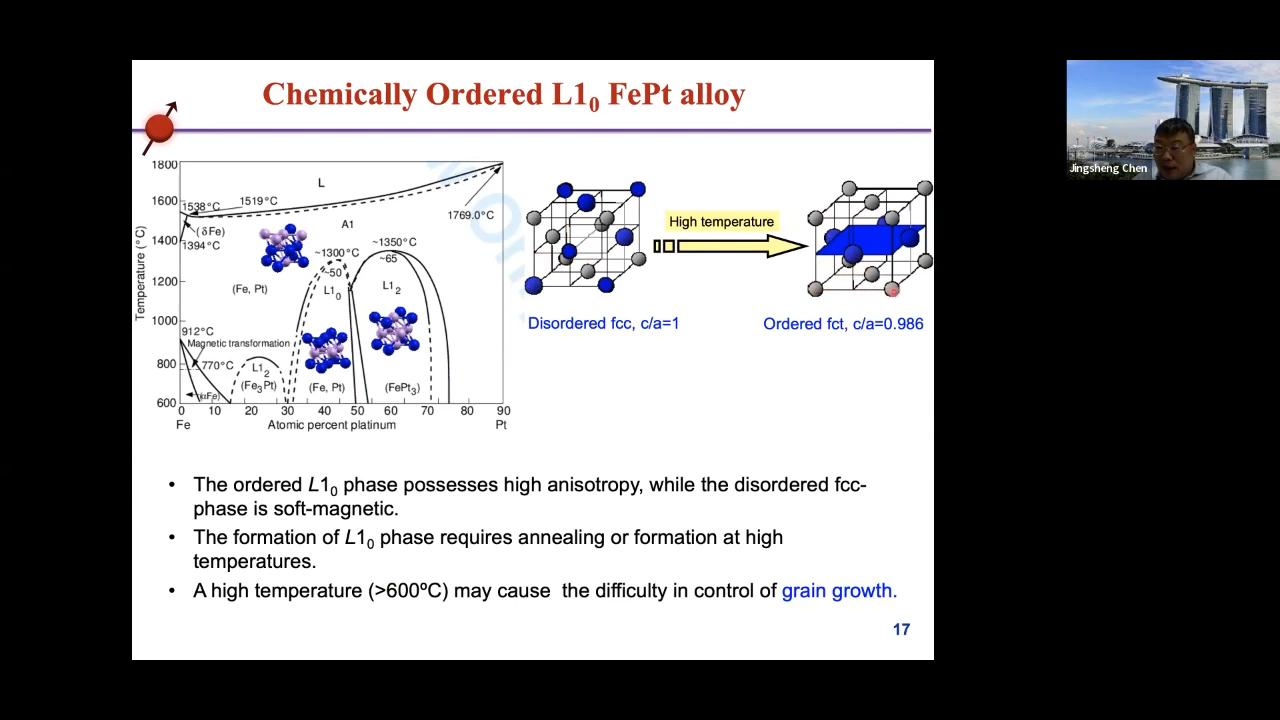 Chemically Ordered L1₀ FePt alloy
Jingsheng Chen
1800
1600
1400
1200
1000
800
600
Temperature (°C)
L
1538°C
1519°C
(δFe)
1394°C
A1
1769.0°C
~1300°C
~50
L1₀
~1350°C
~65
L1₂
(Fe, Pt)
912°C
Magnetic transformation
770°C
L1₂
(Fe₃Pt)
(Fe, Pt)
(FePt₃)
(αFe)
0 10 20 30 40 50 60 70 80 90
Fe Atomic percent platinum Pt
High temperature
Disordered fcc, c/a=1
Ordered fct, c/a=0.986
• The ordered L1₀ phase possesses high anisotropy, while the disordered fcc-
phase is soft-magnetic.
• The formation of L1₀ phase requires annealing or formation at high
temperatures.
• A high temperature (>600ºC) may cause the difficulty in control of grain growth.
17